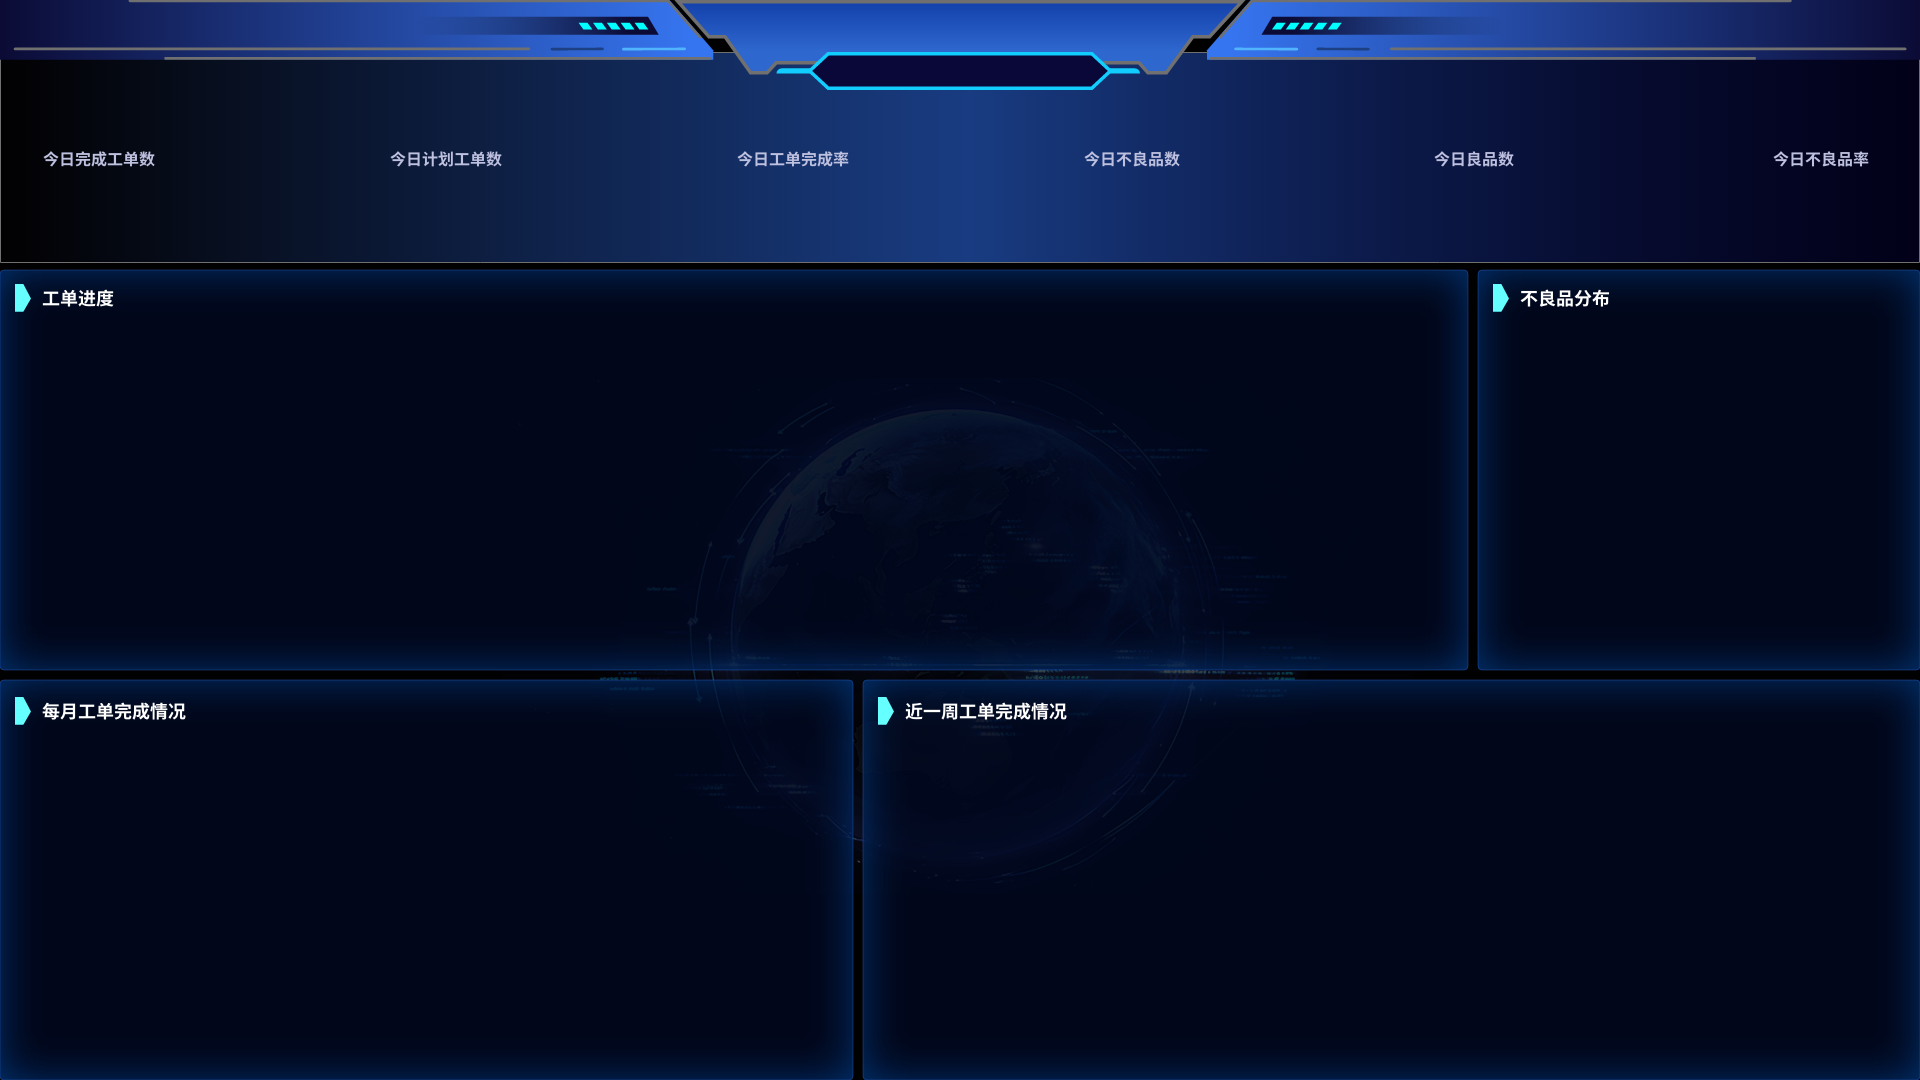 今日完成工单数
今日计划工单数
今日工单完成率
今日不良品数
今日良品数
今日不良品率
工单进度
不良品分布
每月工单完成情况
近一周工单完成情况